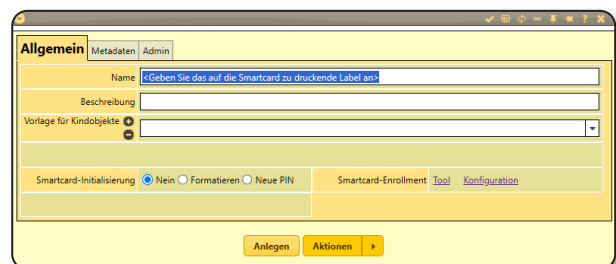 Allgemein Metadaten Admin
Name <Geben Sie das auf die Smartcard zu druckende Label an>
Beschreibung
Vorlage für Kindobjekte
Smartcard-Initialisierung Nein Formatieren Neue PIN Smartcard-Enrollment Tool Konfiguration
Anlegen Aktionen